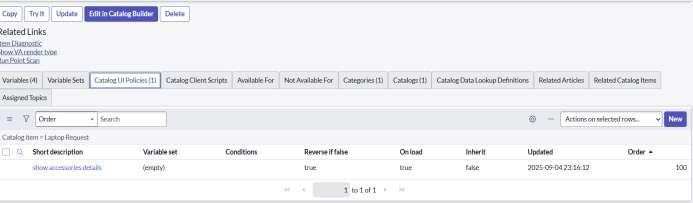 Copy Try It Update Edit in Catalog Builder Delete
Related Links
Item Diagnostic
Show VA render type
Run Point Scan
Variables (4) Variable Sets Catalog UI Policies (1) Catalog Client Scripts Available For Not Available For Categories (1) Catalogs (1) Catalog Data Lookup Definitions Related Articles Related Catalog Items
Assigned Topics
Order Search Actions on selected rows... New
Catalog item = Laptop Request
Short description Variable set Conditions Reverse if false On load Inherit Updated Order
show accessories details (empty) true true false 2025-09-04 23:16:12 100
1 to 1 of 1